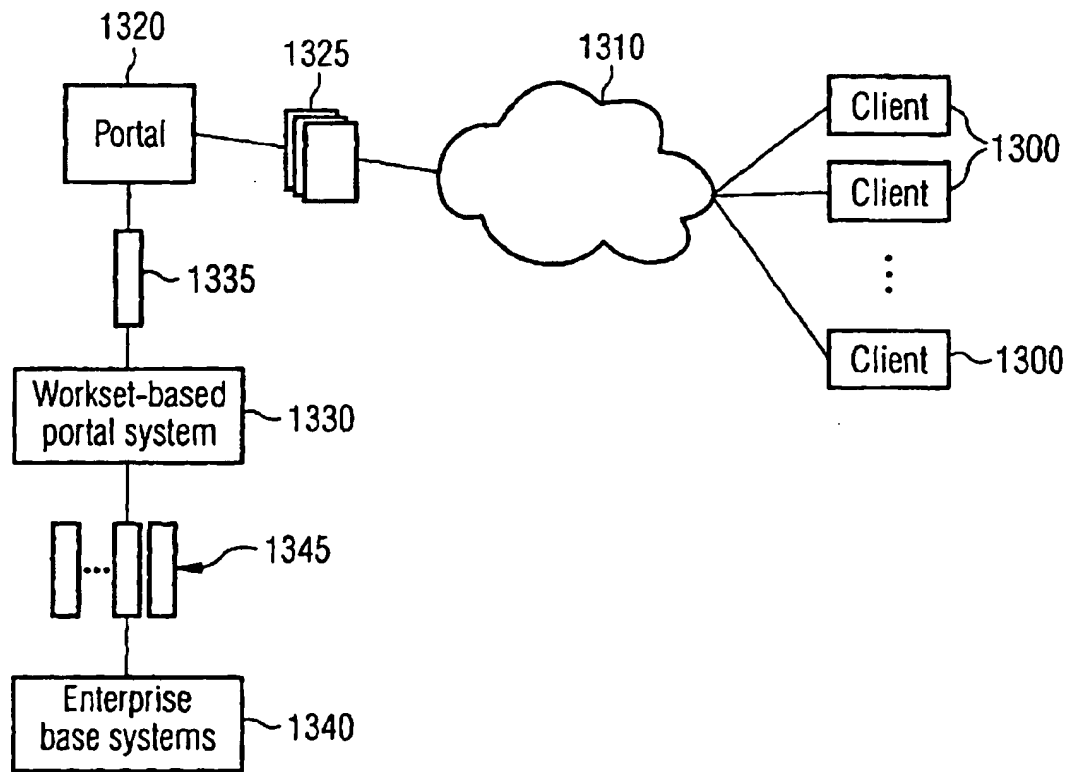 1320
1325
1310
Portal
Client
1300
Client
1335
Client
1300
Workset-based
portal system
1330
1345
Enterprise
base systems
1340